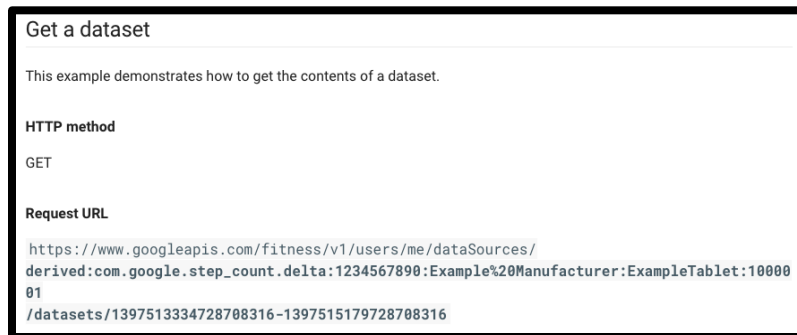 Get a dataset
This example demonstrates how to get the contents of a dataset.
HTTP method
GET
Request URL
https://www.googleapis.com/fitness/v1/users/me/dataSources/
derived:com.google.step_count.delta:1234567890:Example%20Manufacturer:ExampleTablet:10000
01
/datasets/1397513334728708316-1397515179728708316